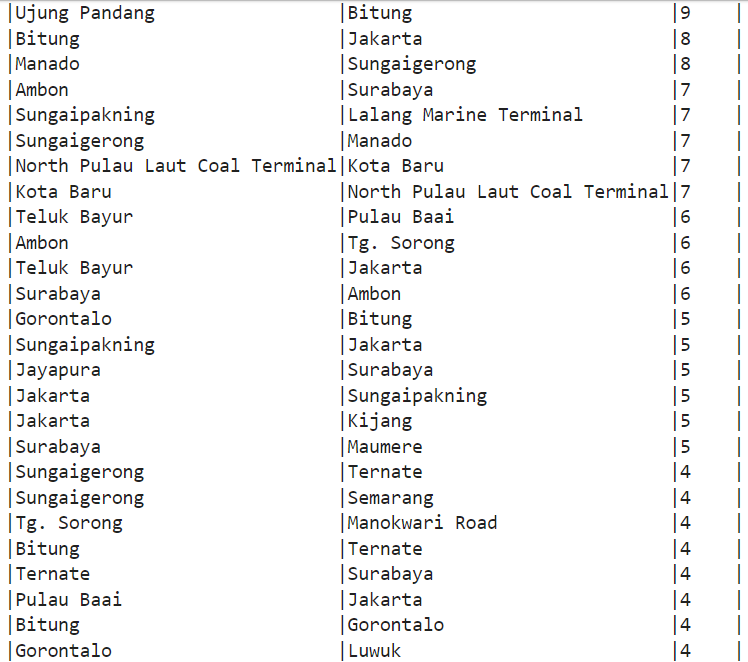 |Ujung Pandang                 |Bitung                        |9    |
|Bitung                        |Jakarta                       |8    |
|Manado                        |Sungaigerong                  |8    |
|Ambon                         |Surabaya                      |7    |
|Sungaipakning                 |Lalang Marine Terminal        |7    |
|Sungaigerong                  |Manado                        |7    |
|North Pulau Laut Coal Terminal|Kota Baru                     |7    |
|Kota Baru                     |North Pulau Laut Coal Terminal|7    |
|Teluk Bayur                   |Pulau Baai                    |6    |
|Ambon                         |Tg. Sorong                    |6    |
|Teluk Bayur                   |Jakarta                       |6    |
|Surabaya                      |Ambon                         |6    |
|Gorontalo                     |Bitung                        |5    |
|Sungaipakning                 |Jakarta                       |5    |
|Jayapura                      |Surabaya                      |5    |
|Jakarta                       |Sungaipakning                 |5    |
|Jakarta                       |Kijang                        |5    |
|Surabaya                      |Maumere                       |5    |
|Sungaigerong                  |Ternate                       |4    |
|Sungaigerong                  |Semarang                      |4    |
|Tg. Sorong                    |Manokwari Road                |4    |
|Bitung                        |Ternate                       |4    |
|Ternate                       |Surabaya                      |4    |
|Pulau Baai                    |Jakarta                       |4    |
|Bitung                        |Gorontalo                     |4    |
|Gorontalo                     |Luwuk                         |4    |